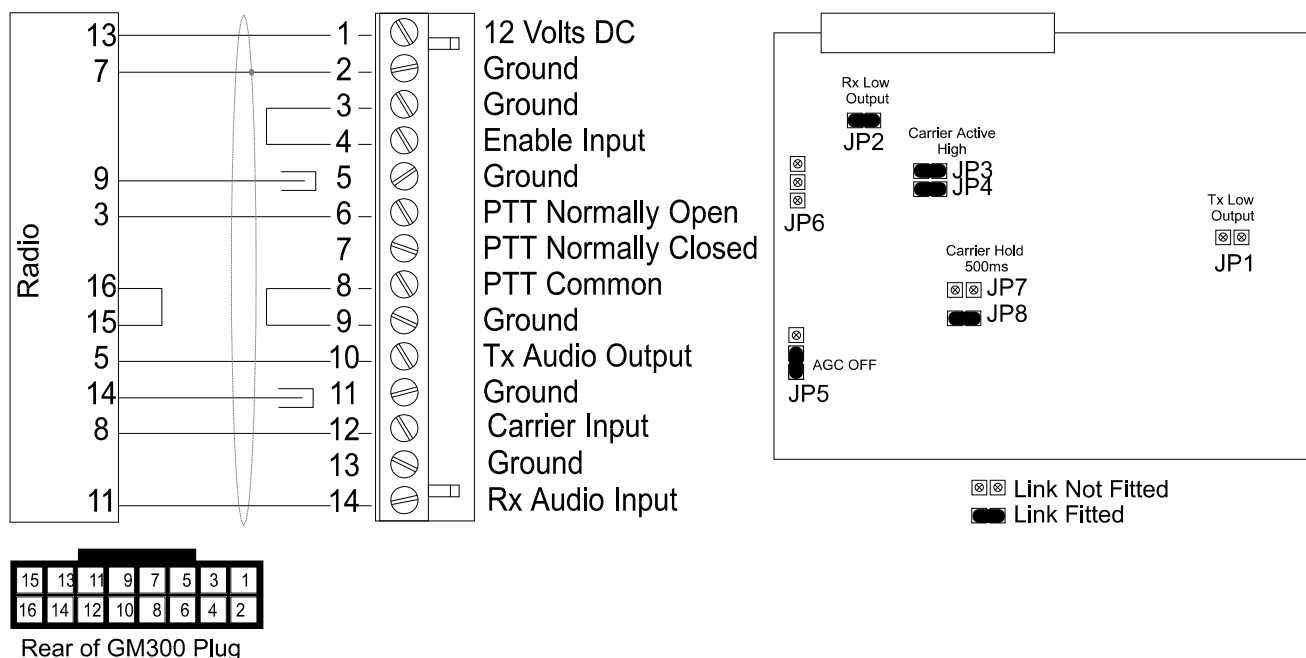 13 1 12 Volts DC
7 2 Ground
3 Ground
4 Enable Input
9 5 Ground
3 6 PTT Normally Open
7 PTT Normally Closed
16 8 PTT Common
15 9 Ground
5 10 Tx Audio Output
14 11 Ground
8 12 Carrier Input
13 Ground
11 14 Rx Audio Input
Radio
15 13 11 9 7 5 3 1
16 14 12 10 8 6 4 2
Rear of GM300 Plug
Rx Low
Output
JP2
Carrier Active
High
JP3
JP4
JP6
Tx Low
Output
JP1
Carrier Hold
500ms
JP7
JP8
AGC OFF
JP5
Link Not Fitted
Link Fitted